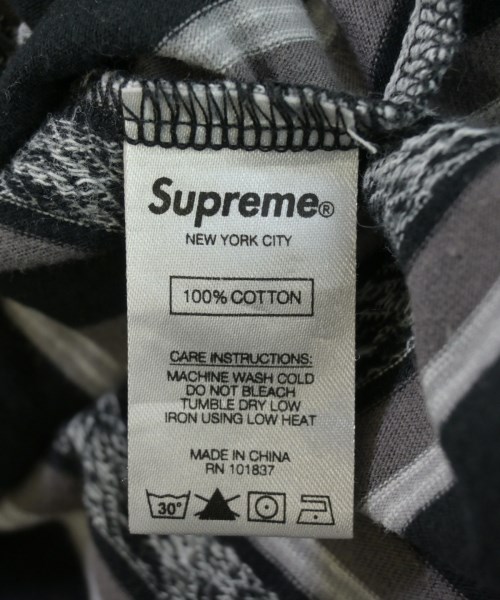 Supreme®
NEW YORK CITY
100% COTTON
CARE INSTRUCTIONS:
MACHINE WASH COLD
DO NOT BLEACH
TUMBLE DRY LOW
IRON USING LOW HEAT
MADE IN CHINA
RN 101837
30°